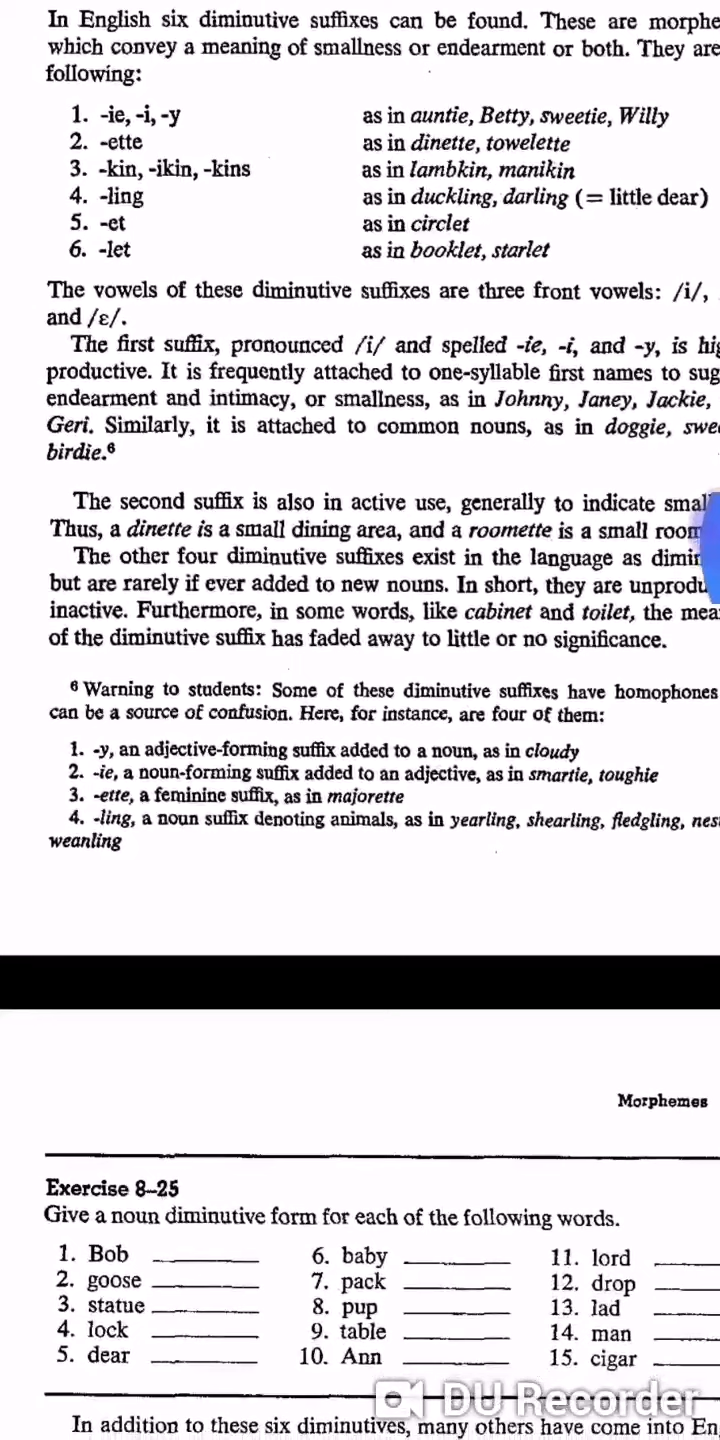 In English six diminutive suffixes can be found. These are morphe
which convey a meaning of smallness or endearment or both. They are
following:
1. -ie, -i, -y as in auntie, Betty, sweetie, Willy
2. -ette as in dinette, towelette
3. -kin, -ikin, -kins as in lambkin, manikin
4. -ling as in duckling, darling (= little dear)
5. -et as in circlet
6. -let as in booklet, starlet
The vowels of these diminutive suffixes are three front vowels: /i/,
and /ɛ/.
The first suffix, pronounced /i/ and spelled -ie, -i, and -y, is hig
productive. It is frequently attached to one-syllable first names to sug
endearment and intimacy, or smallness, as in Johnny, Janey, Jackie,
Geri. Similarly, it is attached to common nouns, as in doggie, swe
birdie.⁶
The second suffix is also in active use, generally to indicate smal
Thus, a dinette is a small dining area, and a roomette is a small room
The other four diminutive suffixes exist in the language as dimin
but are rarely if ever added to new nouns. In short, they are unprodu
inactive. Furthermore, in some words, like cabinet and toilet, the mea
of the diminutive suffix has faded away to little or no significance.
⁶ Warning to students: Some of these diminutive suffixes have homophones
can be a source of confusion. Here, for instance, are four of them:
1. -y, an adjective-forming suffix added to a noun, as in cloudy
2. -ie, a noun-forming suffix added to an adjective, as in smartie, toughie
3. -ette, a feminine suffix, as in majorette
4. -ling, a noun suffix denoting animals, as in yearling, shearling, fledgling, nes
weanling
Morphemes
Exercise 8–25
Give a noun diminutive form for each of the following words.
1. Bob 6. baby 11. lord
2. goose 7. pack 12. drop
3. statue 8. pup 13. lad
4. lock 9. table 14. man
5. dear 10. Ann 15. cigar
DU Recorder
In addition to these six diminutives, many others have come into En